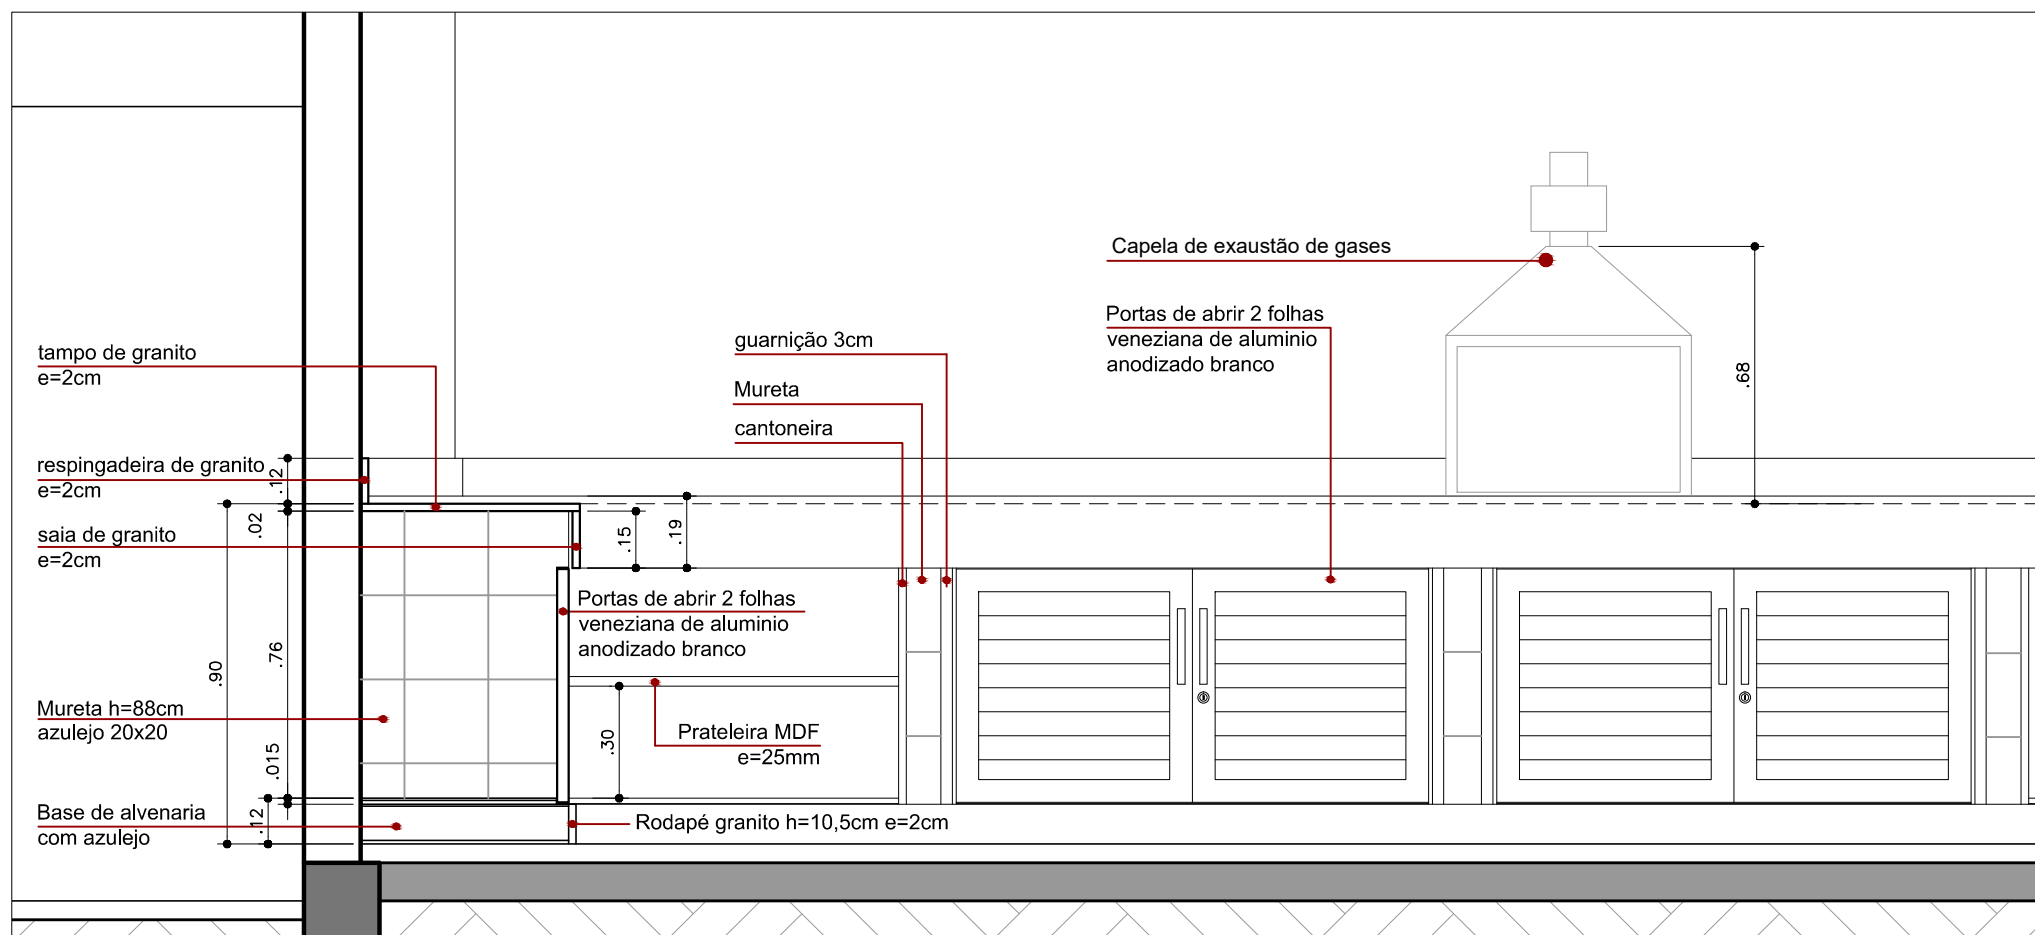 Capela de exaustão de gases
Portas de abrir 2 folhas
veneziana de aluminio
anodizado branco
.68
guarnição 3cm
Mureta
cantoneira
tampo de granito
e=2cm
respingadeira de granito
e=2cm
.12
.02
saia de granito
e=2cm
.15
.19
Portas de abrir 2 folhas
veneziana de aluminio
anodizado branco
.90
.76
Mureta h=88cm
azulejo 20x20
.30
Prateleira MDF
e=25mm
.015
Base de alvenaria
com azulejo
.12
Rodapé granito h=10,5cm e=2cm